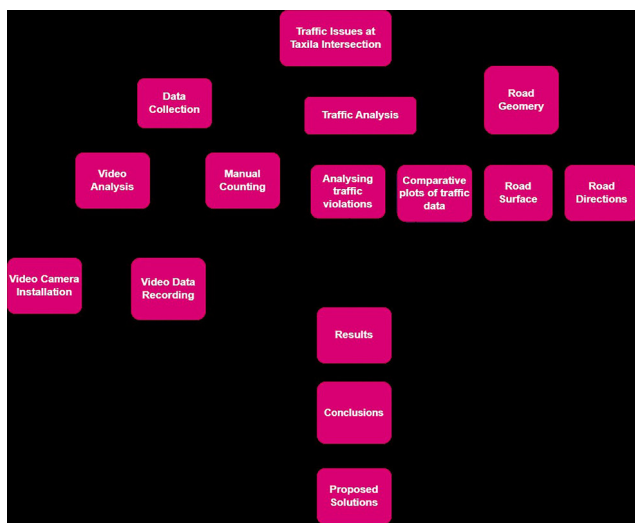 Traffic Issues at
Taxila Intersection
Data
Collection
Traffic Analysis
Road
Geomery
Video
Analysis
Manual
Counting
Analysing
traffic
violations
Comparative
plots of traffic
data
Road
Surface
Road
Directions
Video Camera
Installation
Video Data
Recording
Results
Conclusions
Proposed
Solutions